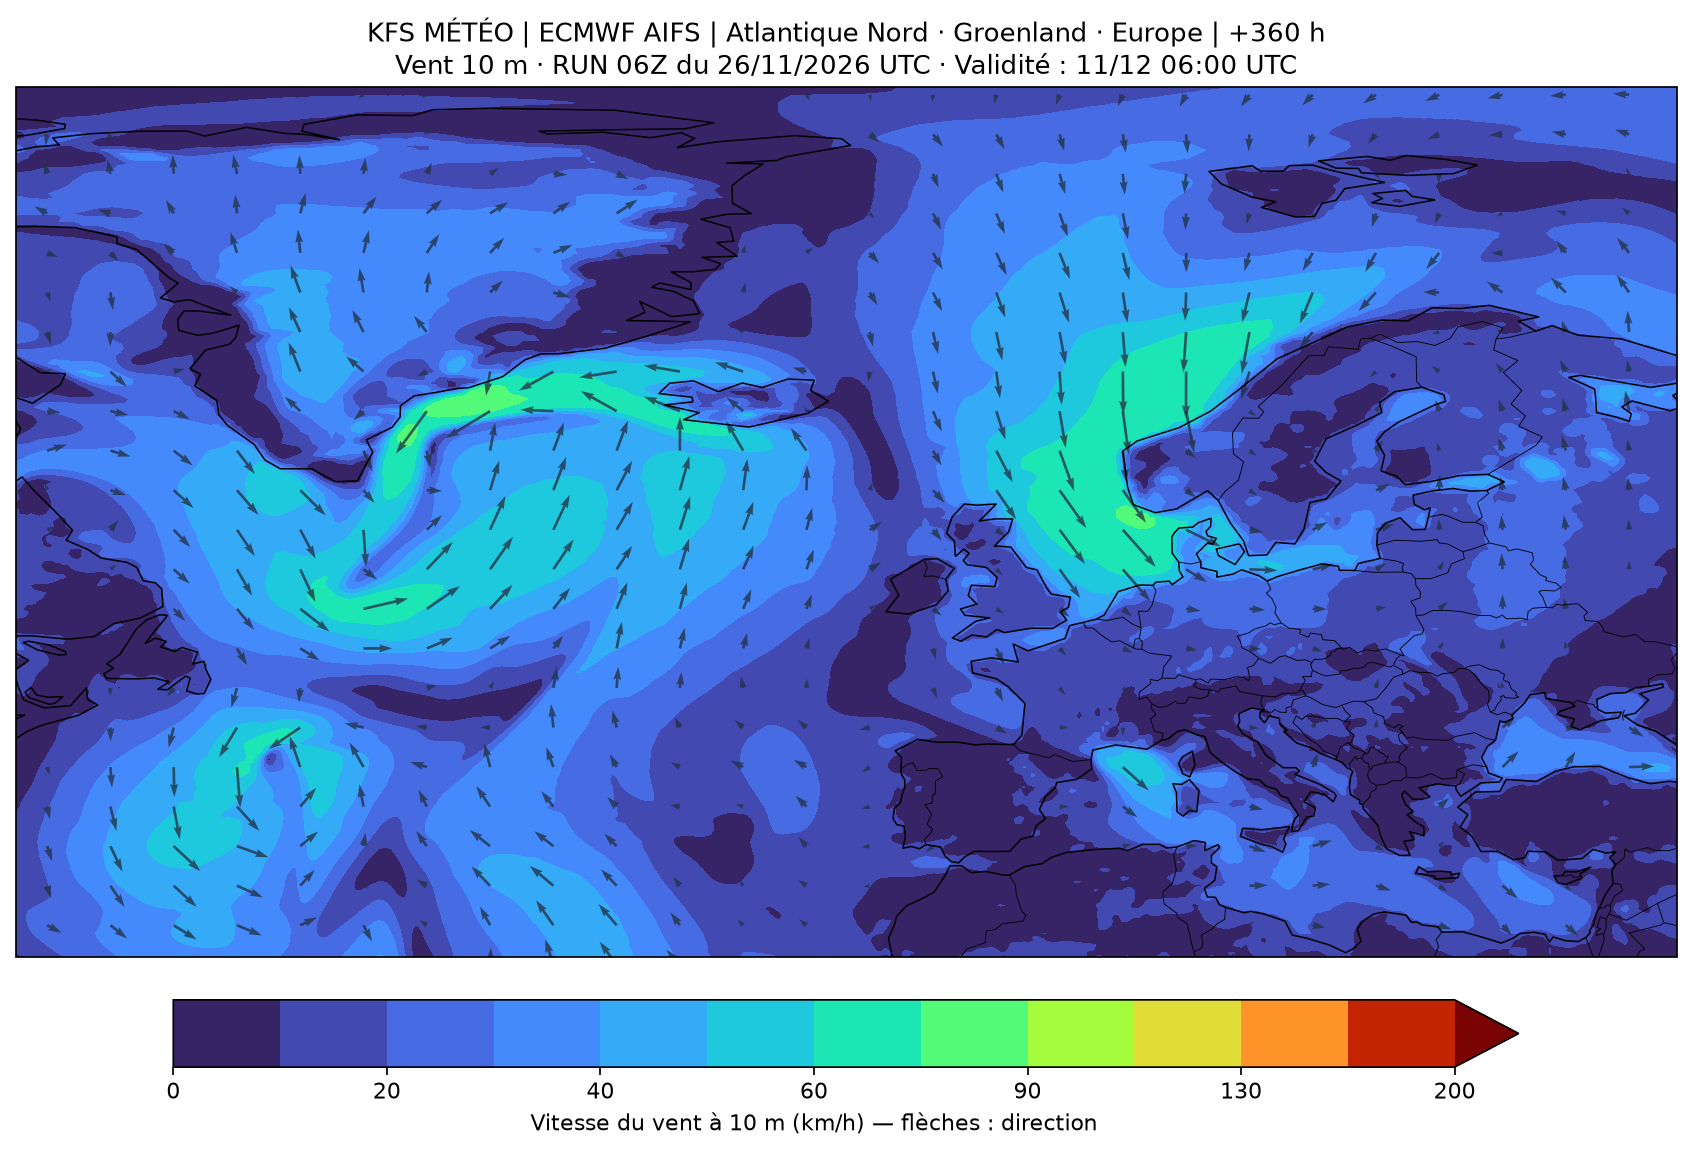 KFS MÉTÉO | ECMWF AIFS | Atlantique Nord · Groenland · Europe | +360 h
Vent 10 m · RUN 06Z du 26/11/2026 UTC · Validité : 11/12 06:00 UTC
0 20 40 60 90 130 200
Vitesse du vent à 10 m (km/h) — flèches : direction